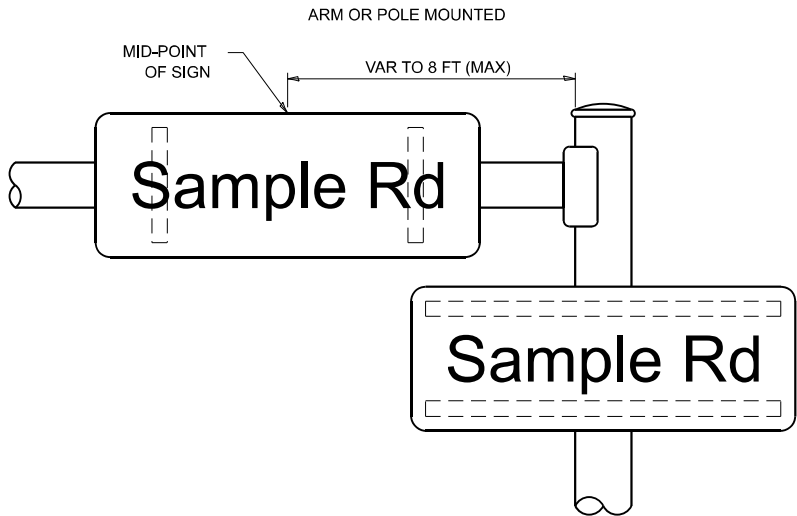 ARM OR POLE MOUNTED
MID-POINT
OF SIGN
VAR TO 8 FT (MAX)
Sample Rd
Sample Rd